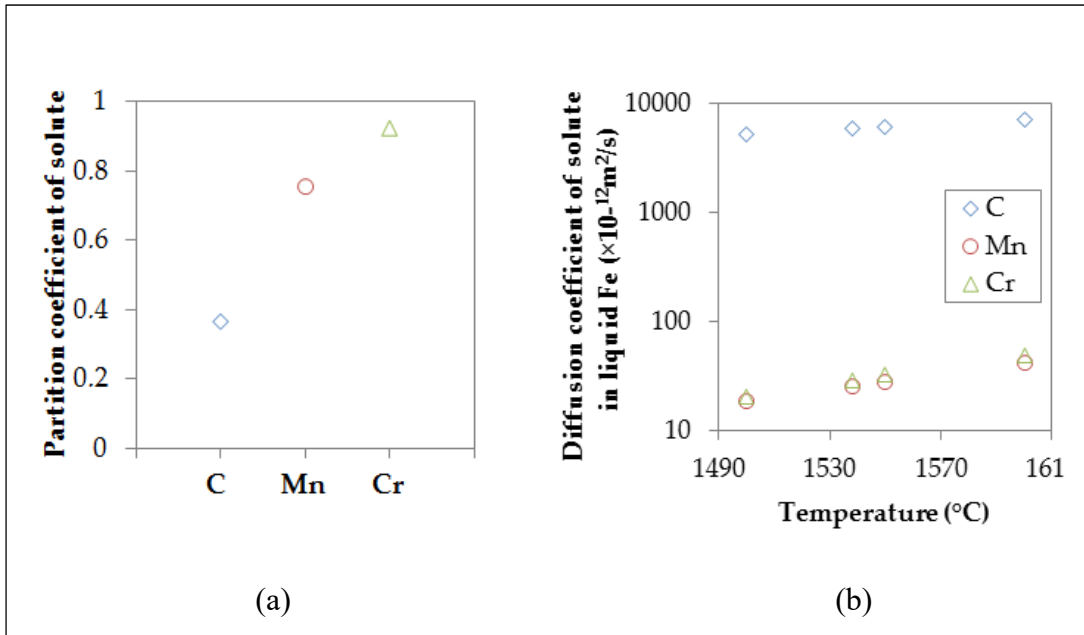 Partition coefficient of solute
1
0.8
0.6
0.4
0.2
0
C Mn Cr
(a)
Diffusion coefficient of solute
in liquid Fe (×10-¹²m²/s)
10000
1000
100
10
C
Mn
Cr
1490 1530 1570 161
Temperature (°C)
(b)